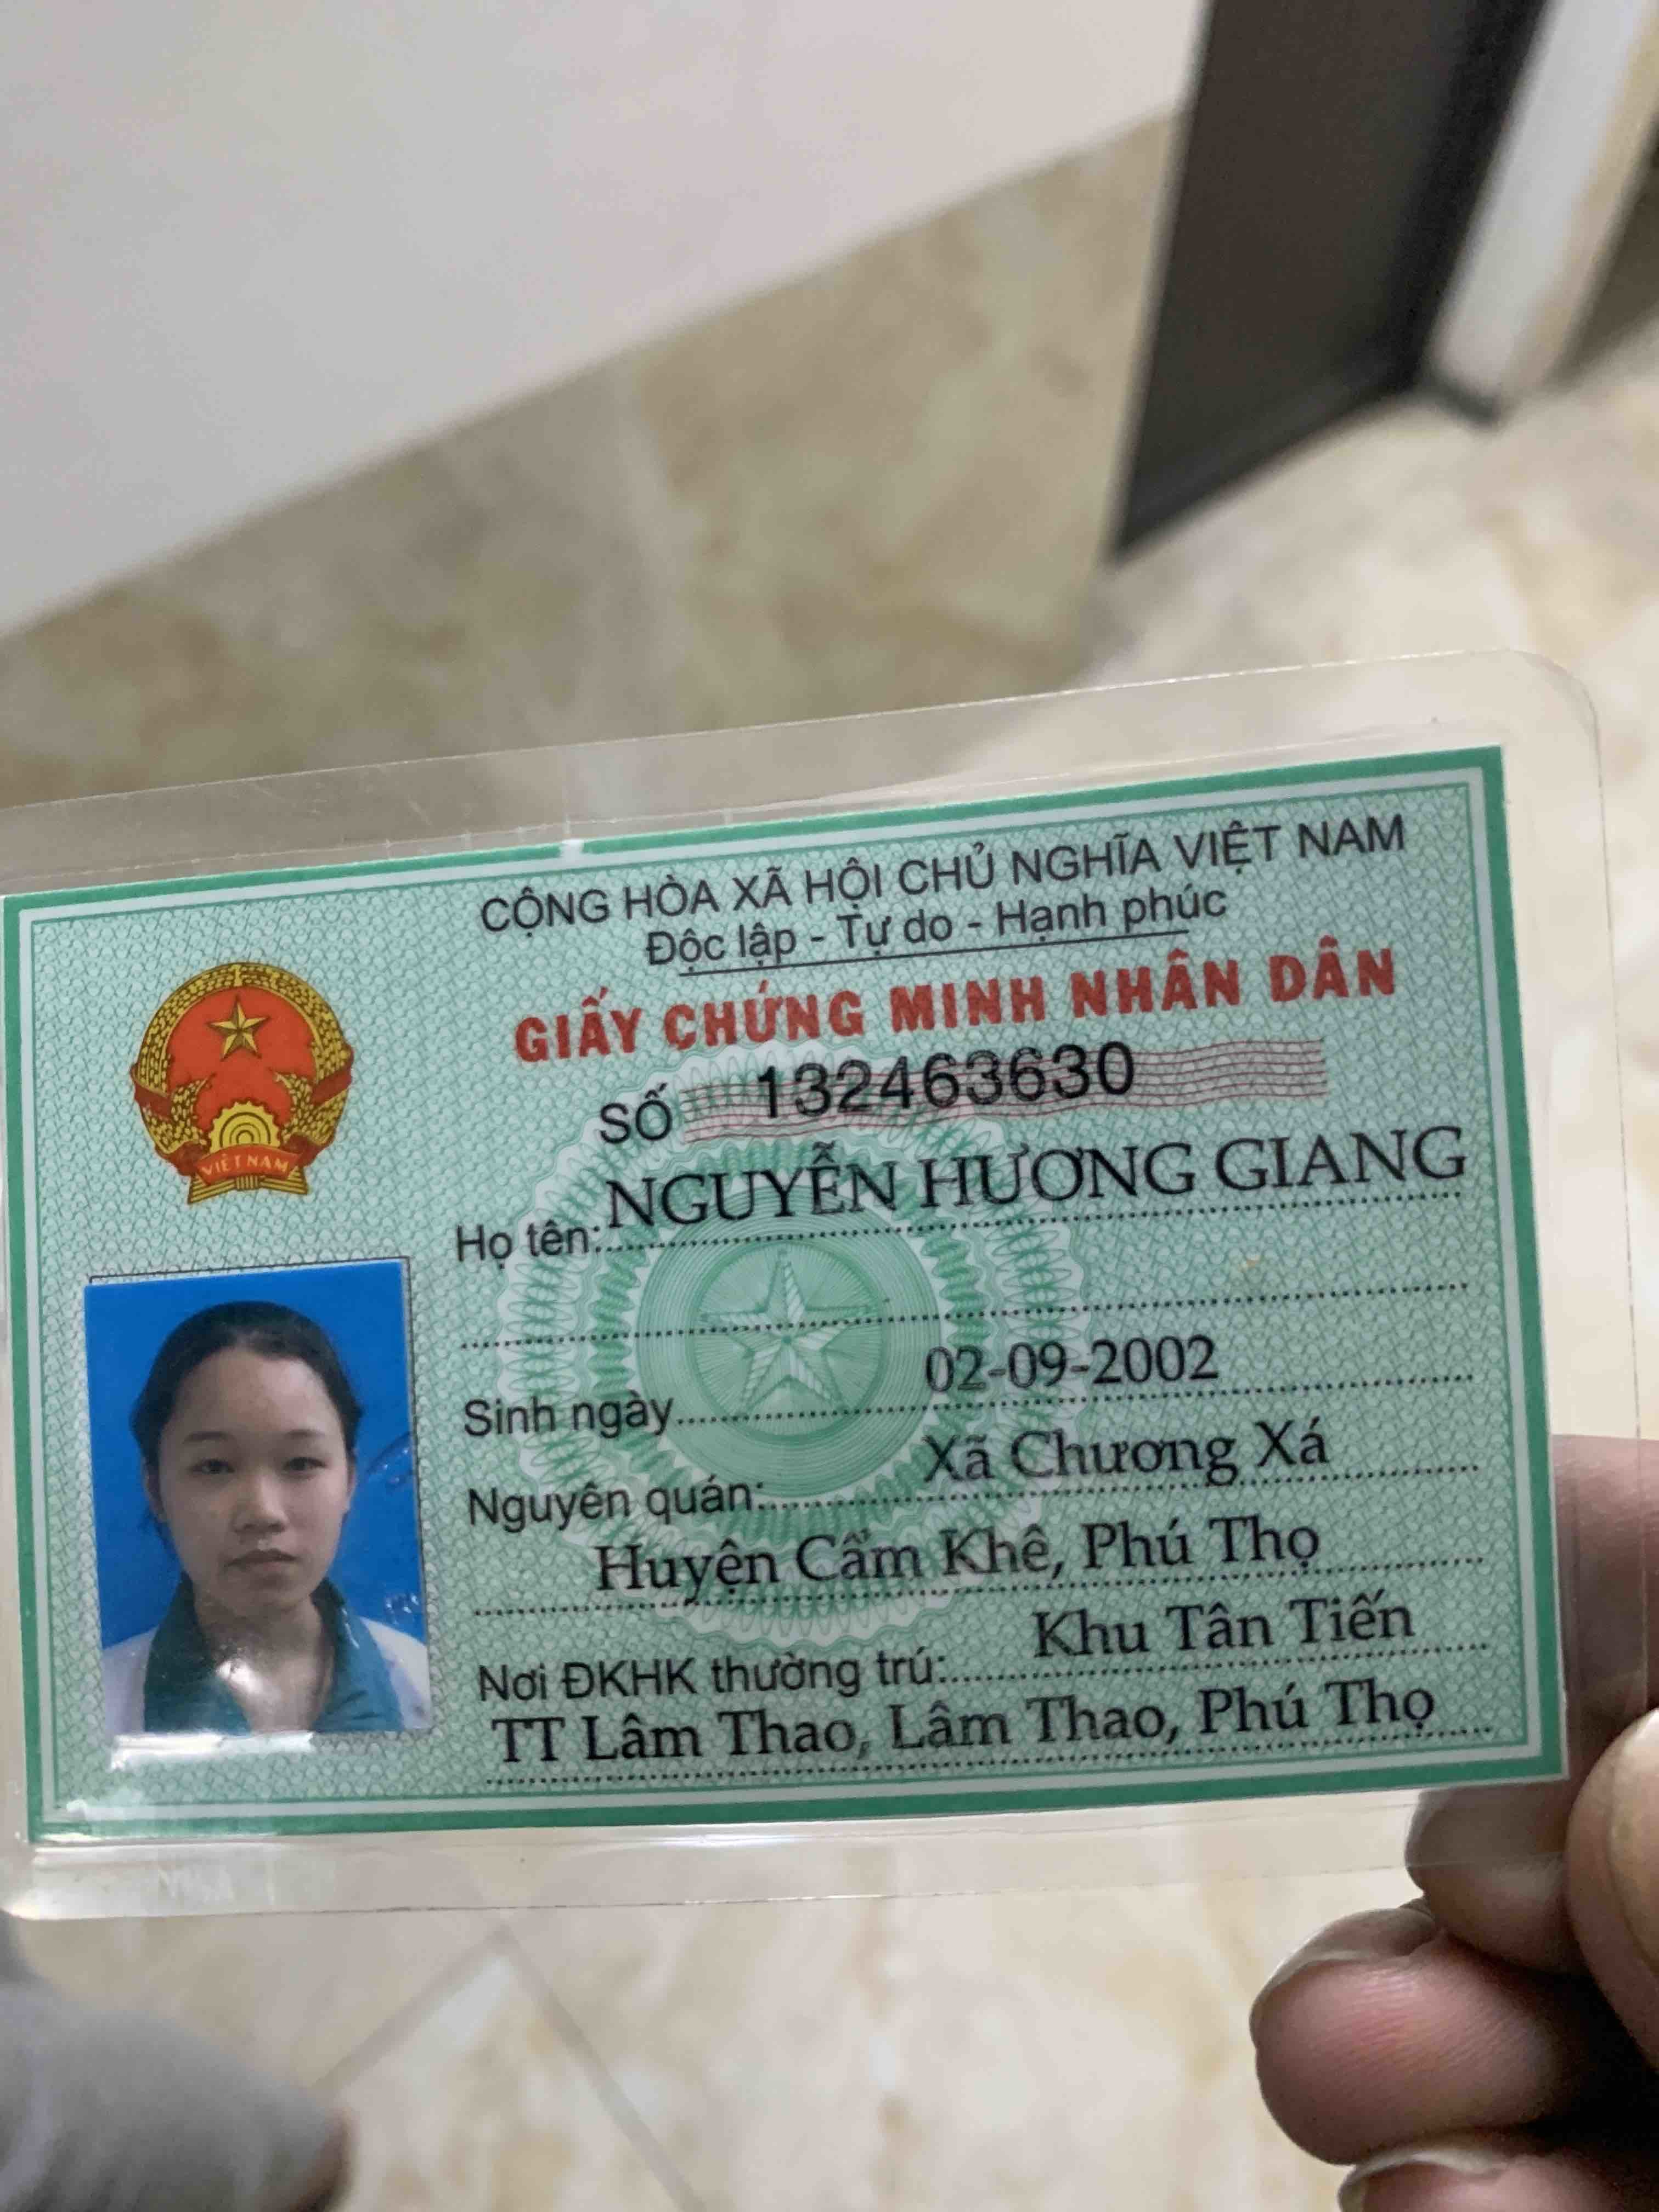 CỘNG HÒA XÃ HỘI CHỦ NGHĨA VIỆT NAM
Độc lập - Tự do - Hạnh phúc
GIẤY CHỨNG MINH NHÂN DÂN
SỐ 132463630
Họ tên: NGUYỄN HƯƠNG GIANG
Sinh ngày 02-09-2002
Nguyên quán: Xã Chương Xá
Huyện Cẩm Khê, Phú Thọ
Nơi ĐKHK thường trú: Khu Tân Tiến
TT Lâm Thao, Lâm Thao, Phú Thọ
VIỆT NAM